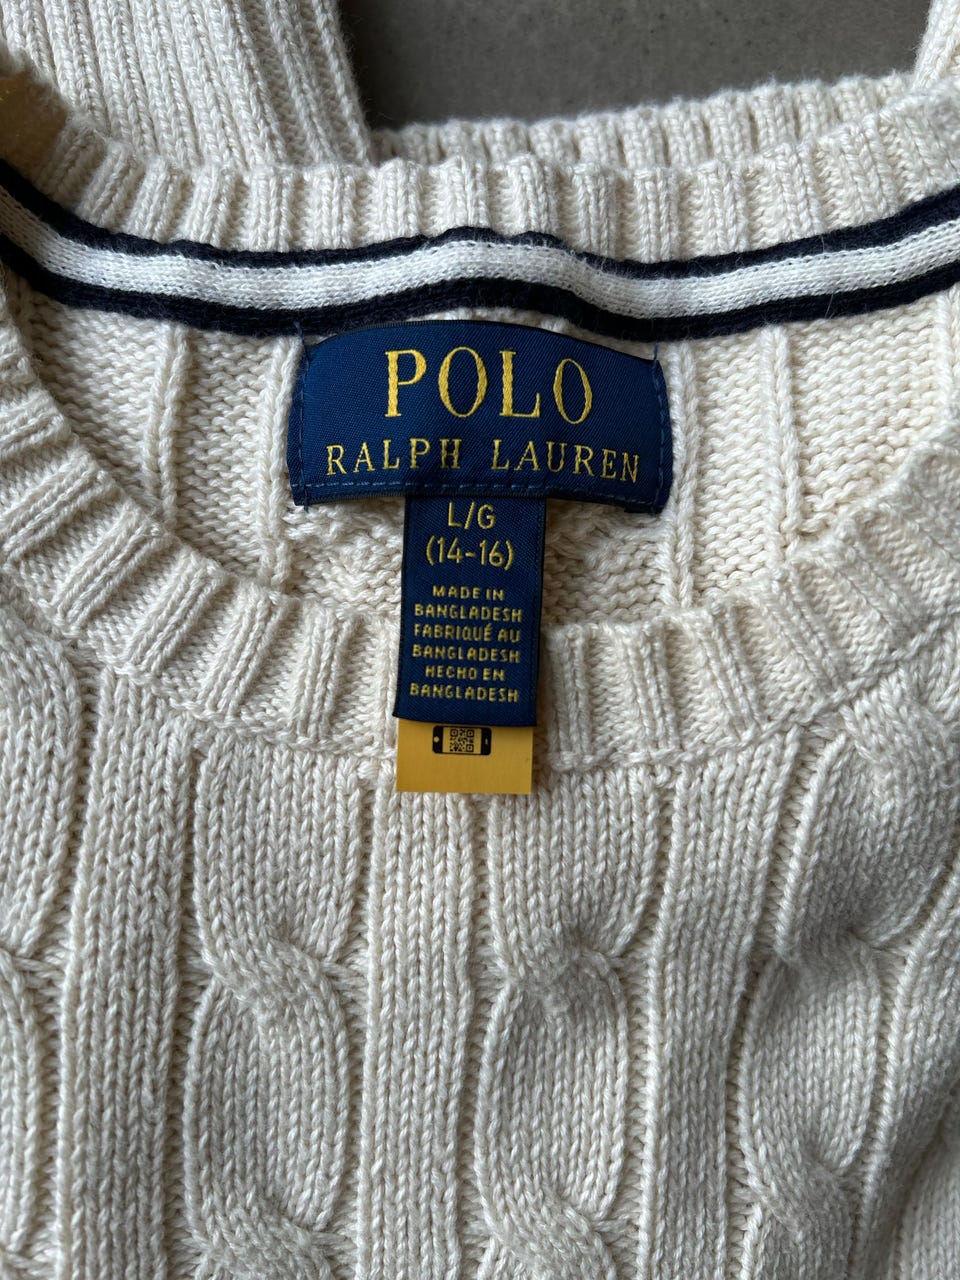 POLO
RALPH LAUREN
L/G
(14-16)
MADE IN
BANGLADESH
FABRIQUÉ AU
BANGLADESH
HECHO EN
BANGLADESH